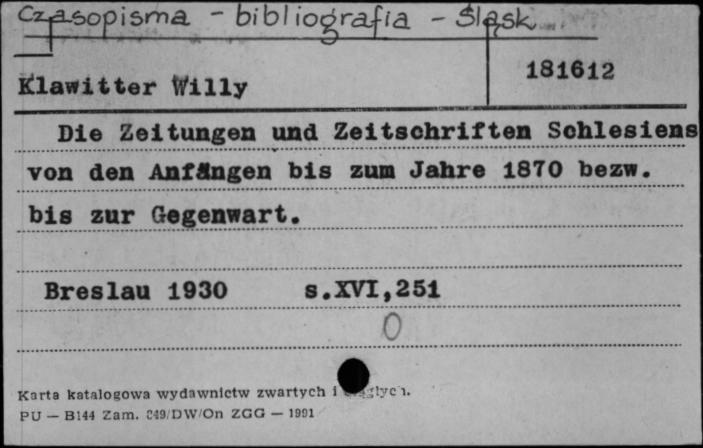 Czasopisma - bibliografia - Śląsk
181612
Klawitter Willy
Die Zeitungen und Zeitschriften Schlesiens
von den Anfängen bis zum Jahre 1870 bezw.
bis zur Gegenwart.
Breslau 1930 s.XVI,251
0
Karta katalogowa wydawnictw zwartych i
PU — B144 Zam. 249/DW/On ZGG — 1991